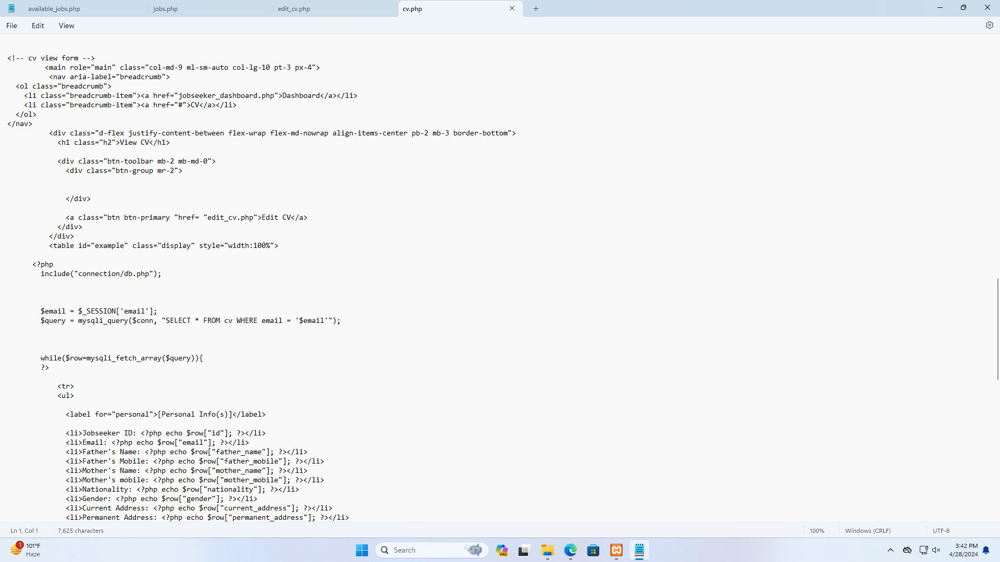 available_jobs.php
jobs.php
edit_cv.php
cv.php
File
Edit
View
<!-- cv view form -->
<main role="main" class="col-md-9 ml-sm-auto col-lg-10 pt-3 px-4">
<nav aria-label="breadcrumb">
<ol class="breadcrumb">
<li class="breadcrumb-item"><a href="jobseeker_dashboard.php">Dashboard</a></li>
<li class="breadcrumb-item"><a href="#">CV</a></li>
</ol>
</nav>
<div class="d-flex justify-content-between flex-wrap flex-md-nowrap align-items-center pb-2 mb-3 border-bottom">
<h1 class="h2">View CV</h1>
<div class="btn-toolbar mb-2 mb-md-0">
<div class="btn-group mr-2">
</div>
<a class="btn btn-primary "href= "edit_cv.php">Edit CV</a>
</div>
</div>
<table id="example" class="display" style="width:100%">
<?php
include("connection/db.php");
$email = $_SESSION['email'];
$query = mysqli_query($conn, "SELECT * FROM cv WHERE email = '$email'");
while($row=mysqli_fetch_array($query)){
?>
<tr>
<ul>
<label for="personal">[Personal Info(s)]</label>
<li>Jobseeker ID: <?php echo $row["id"]; ?></li>
<li>Email: <?php echo $row["email"]; ?></li>
<li>Father's Name: <?php echo $row["father_name"]; ?></li>
<li>Father's Mobile: <?php echo $row["father_mobile"]; ?></li>
<li>Mother's Name: <?php echo $row["mother_name"]; ?></li>
<li>Mother's mobile: <?php echo $row["mother_mobile"]; ?></li>
<li>Nationality: <?php echo $row["nationality"]; ?></li>
<li>Gender: <?php echo $row["gender"]; ?></li>
<li>Current Address: <?php echo $row["current_address"]; ?></li>
<li>Permanent Address: <?php echo $row["permanent_address"]; ?></li>
Ln 1, Col 1
7,625 characters
100%
Windows (CRLF)
UTF-8
1
101°F
Haze
Search
PRE
3:42 PM
4/28/2024